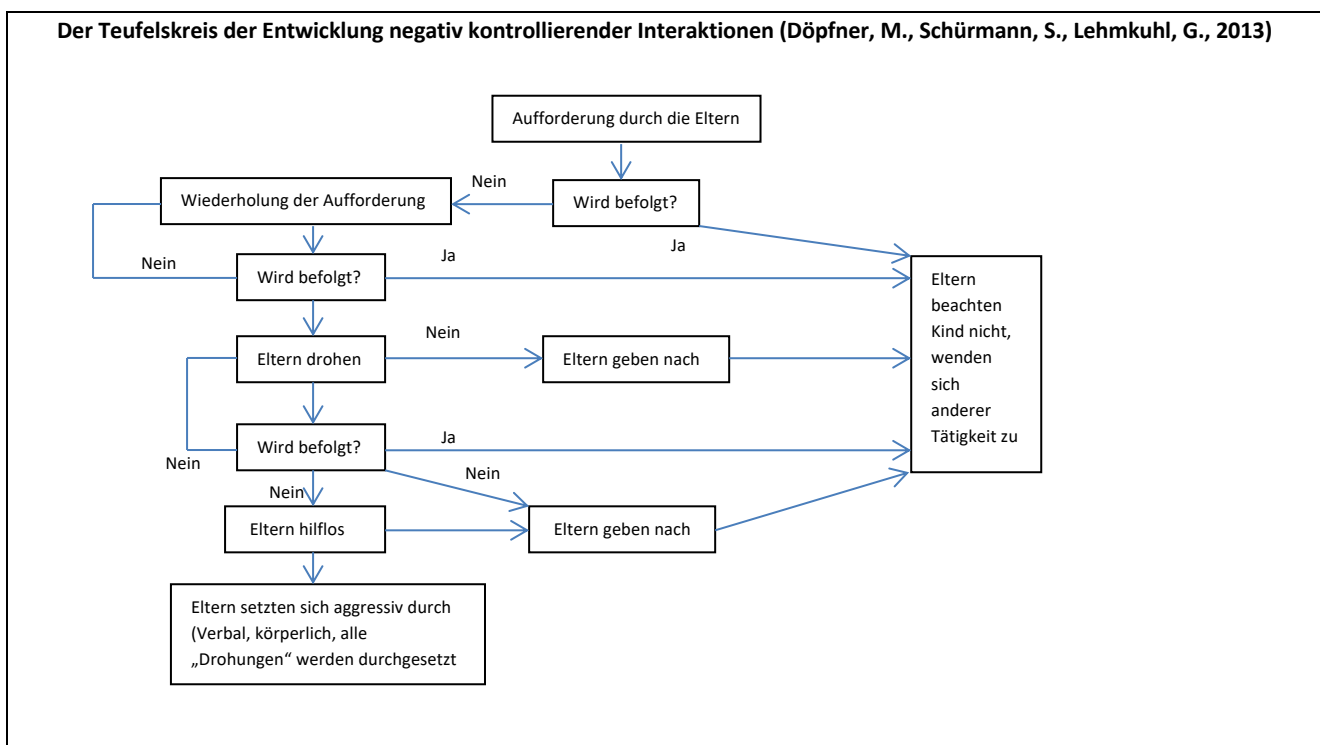 Der Teufelskreis der Entwicklung negativ kontrollierender Interaktionen (Döpfner, M., Schürmann, S., Lehmkuhl, G., 2013)
Aufforderung durch die Eltern
Nein
Wiederholung der Aufforderung
Wird befolgt?
Ja
Nein
Wird befolgt?
Ja
Eltern
beachten
Kind nicht,
wenden
sich
anderer
Tätigkeit zu
Eltern drohen
Nein
Eltern geben nach
Wird befolgt?
Ja
Nein
Nein
Nein
Eltern hilflos
Eltern geben nach
Eltern setzten sich aggressiv durch
(Verbal, körperlich, alle
„Drohungen“ werden durchgesetzt